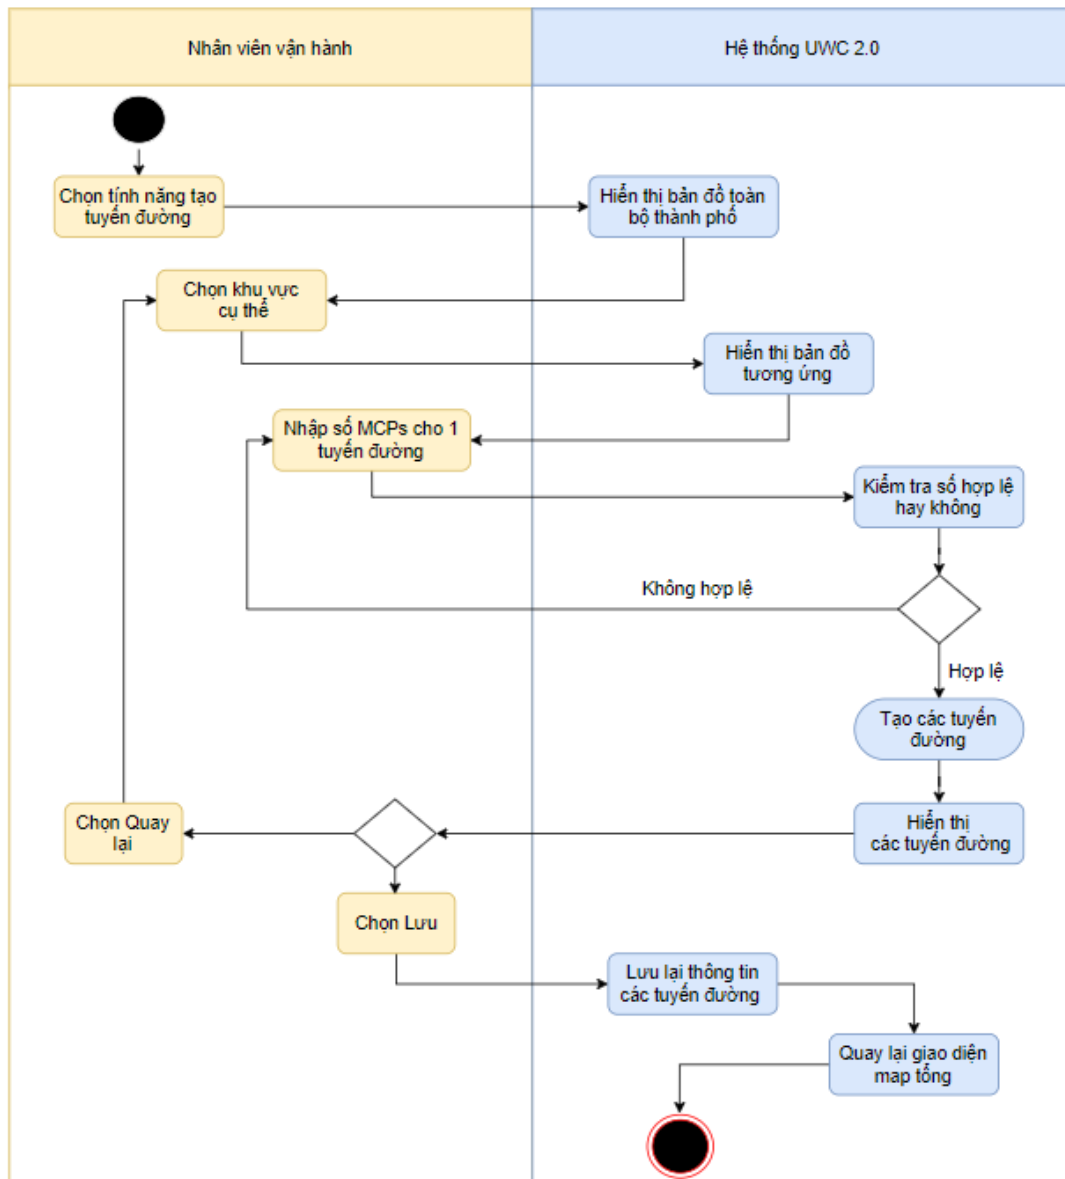 Nhân viên vận hành
Hệ thống UWC 2.0
Chọn tính năng tạo
tuyến đường
Hiển thị bản đồ toàn
bộ thành phố
Chọn khu vực
cụ thể
Hiển thị bản đồ
tương ứng
Nhập số MCPs cho 1
tuyến đường
Kiểm tra số hợp lệ
hay không
Không hợp lệ
Hợp lệ
Tạo các tuyến
đường
Chọn Quay
lại
Hiển thị
các tuyến đường
Chọn Lưu
Lưu lại thông tin
các tuyến đường
Quay lại giao diện
map tổng